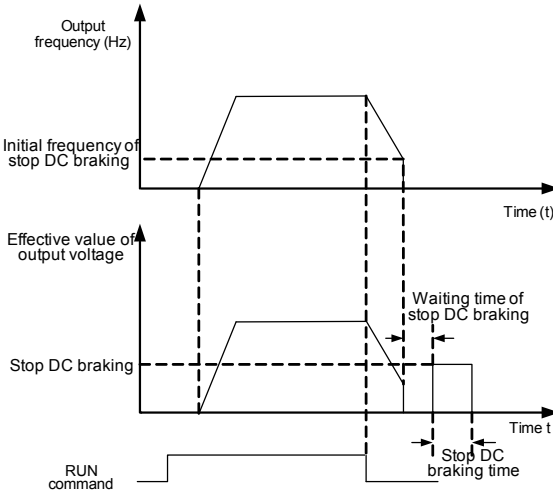 Output
frequency (Hz)
Initial frequency of
stop DC braking
Time (t)
Effective value of
output voltage
Waiting time of
stop DC braking
Stop DC braking
Time t
Stop DC
braking time
RUN
command